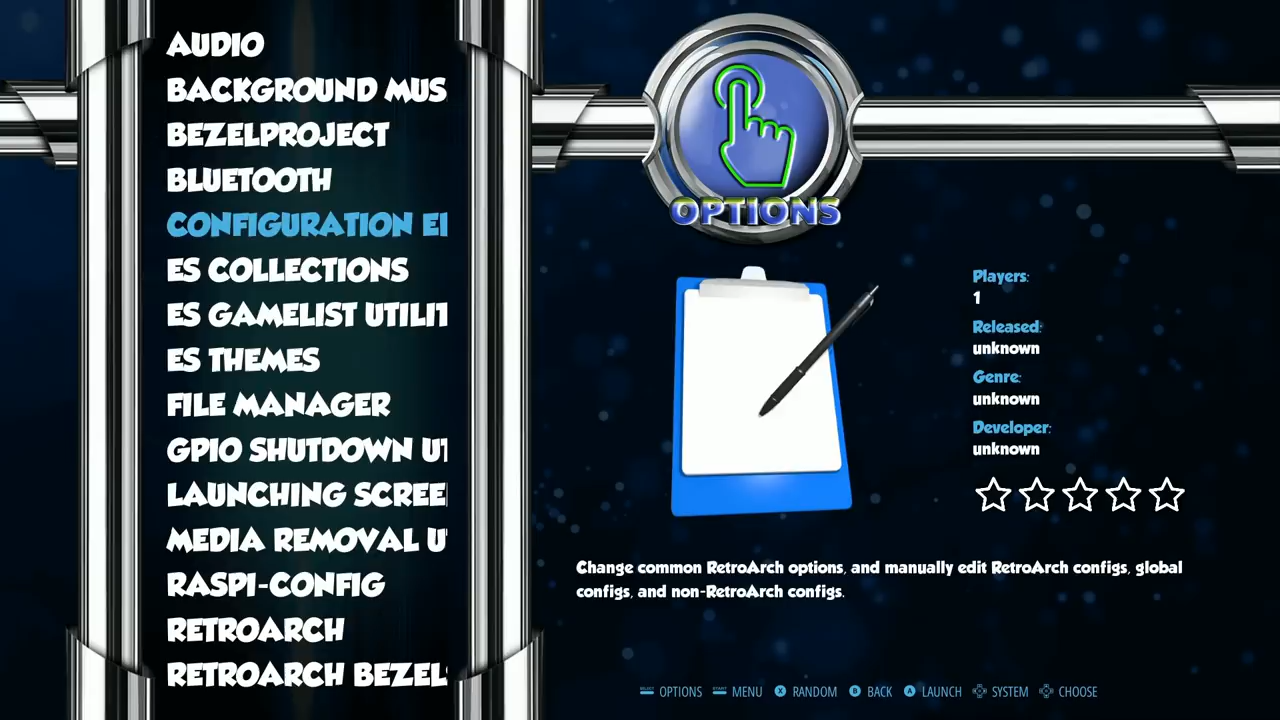 AUDIO
BACKGROUND MUS
BEZELPROJECT
BLUETOOTH
CONFIGURATION
ES COLLECTIONS
ES GAMELIST UTILIT
ES THEMES
FILE MANAGER
GPIO SHUTDOWN UT
LAUNCHING SCREE
MEDIA REMOVAL U
RASPI-CONFIG
RETROARCH
RETROARCH BEZEL
OPTIONS
Players:
1
Released:
unknown
Genre:
unknown
Developer:
unknown
Change common RetroArch options, and manually edit RetroArch configs, global
configs, and non-RetroArch configs.
SELECT OPTIONS START MENU X RANDOM B BACK A LAUNCH SYSTEM CHOOSE